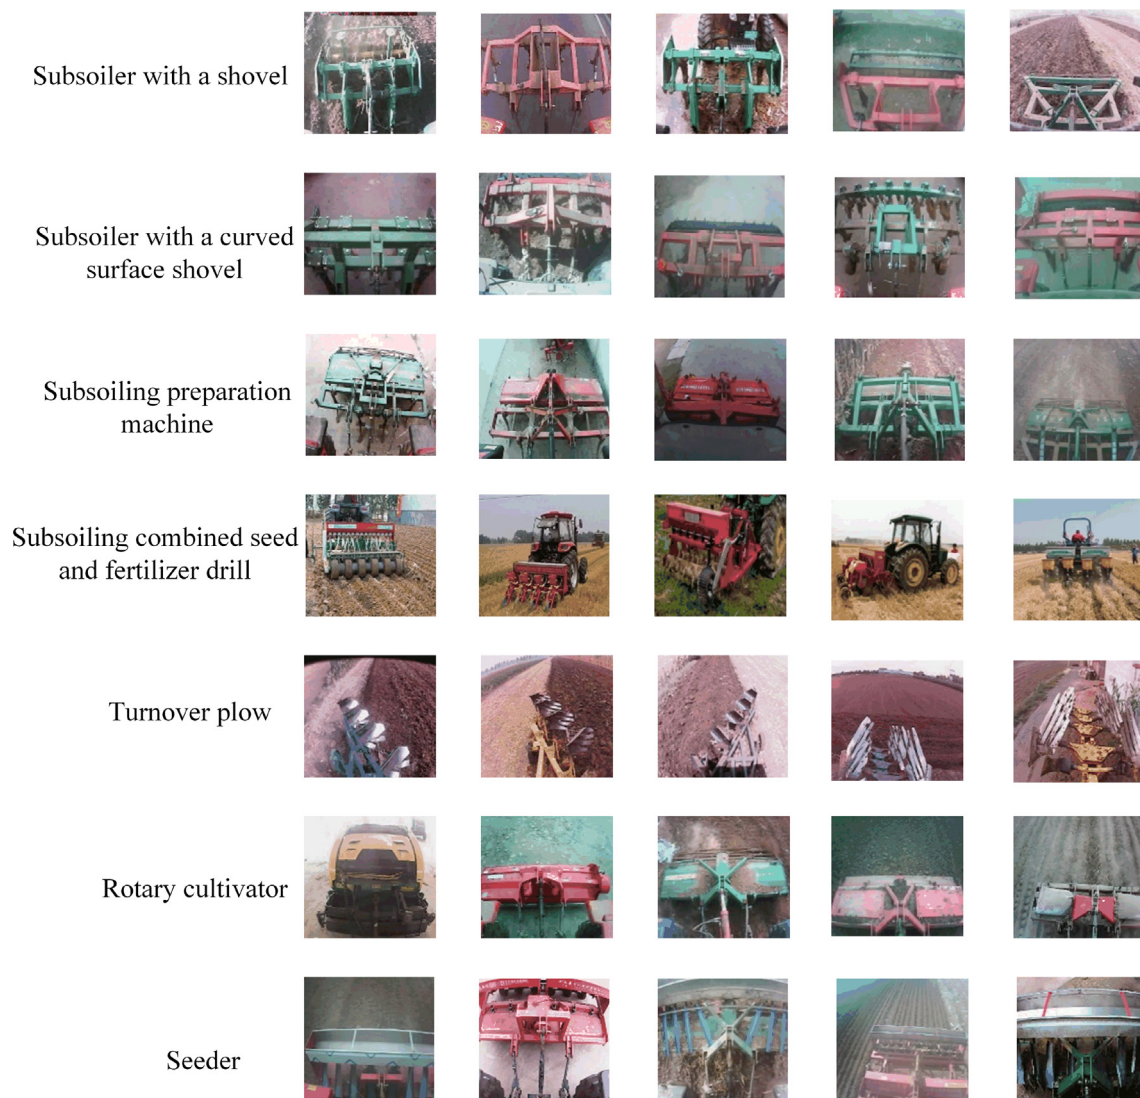 Subsoiler with a shovel
Subsoiler with a curved
surface shovel
Subsoiling preparation
machine
Subsoiling combined seed
and fertilizer drill
Turnover plow
Rotary cultivator
Seeder